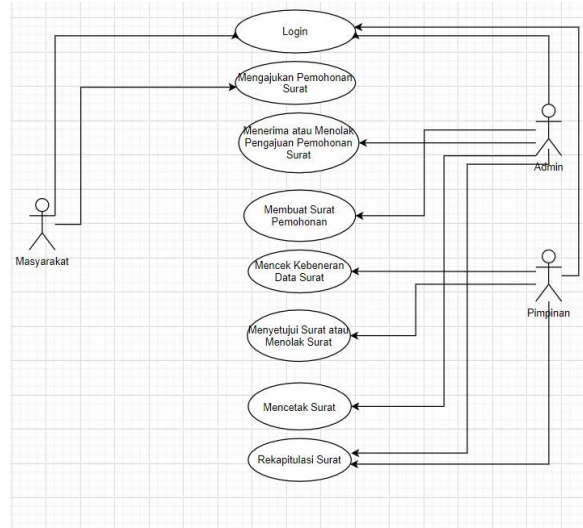 Login
Mengajukan Pemohonan
Surat
Menerima atau Menolak
Pengajuan Pemohonan
Surat
Admin
Membuat Surat
Pemohonan
Masyarakat
Mencek Kebeneran
Data Surat
Pimpinan
Menyetujui Surat atau
Menolak Surat
Mencetak Surat
Rekapitulasi Surat